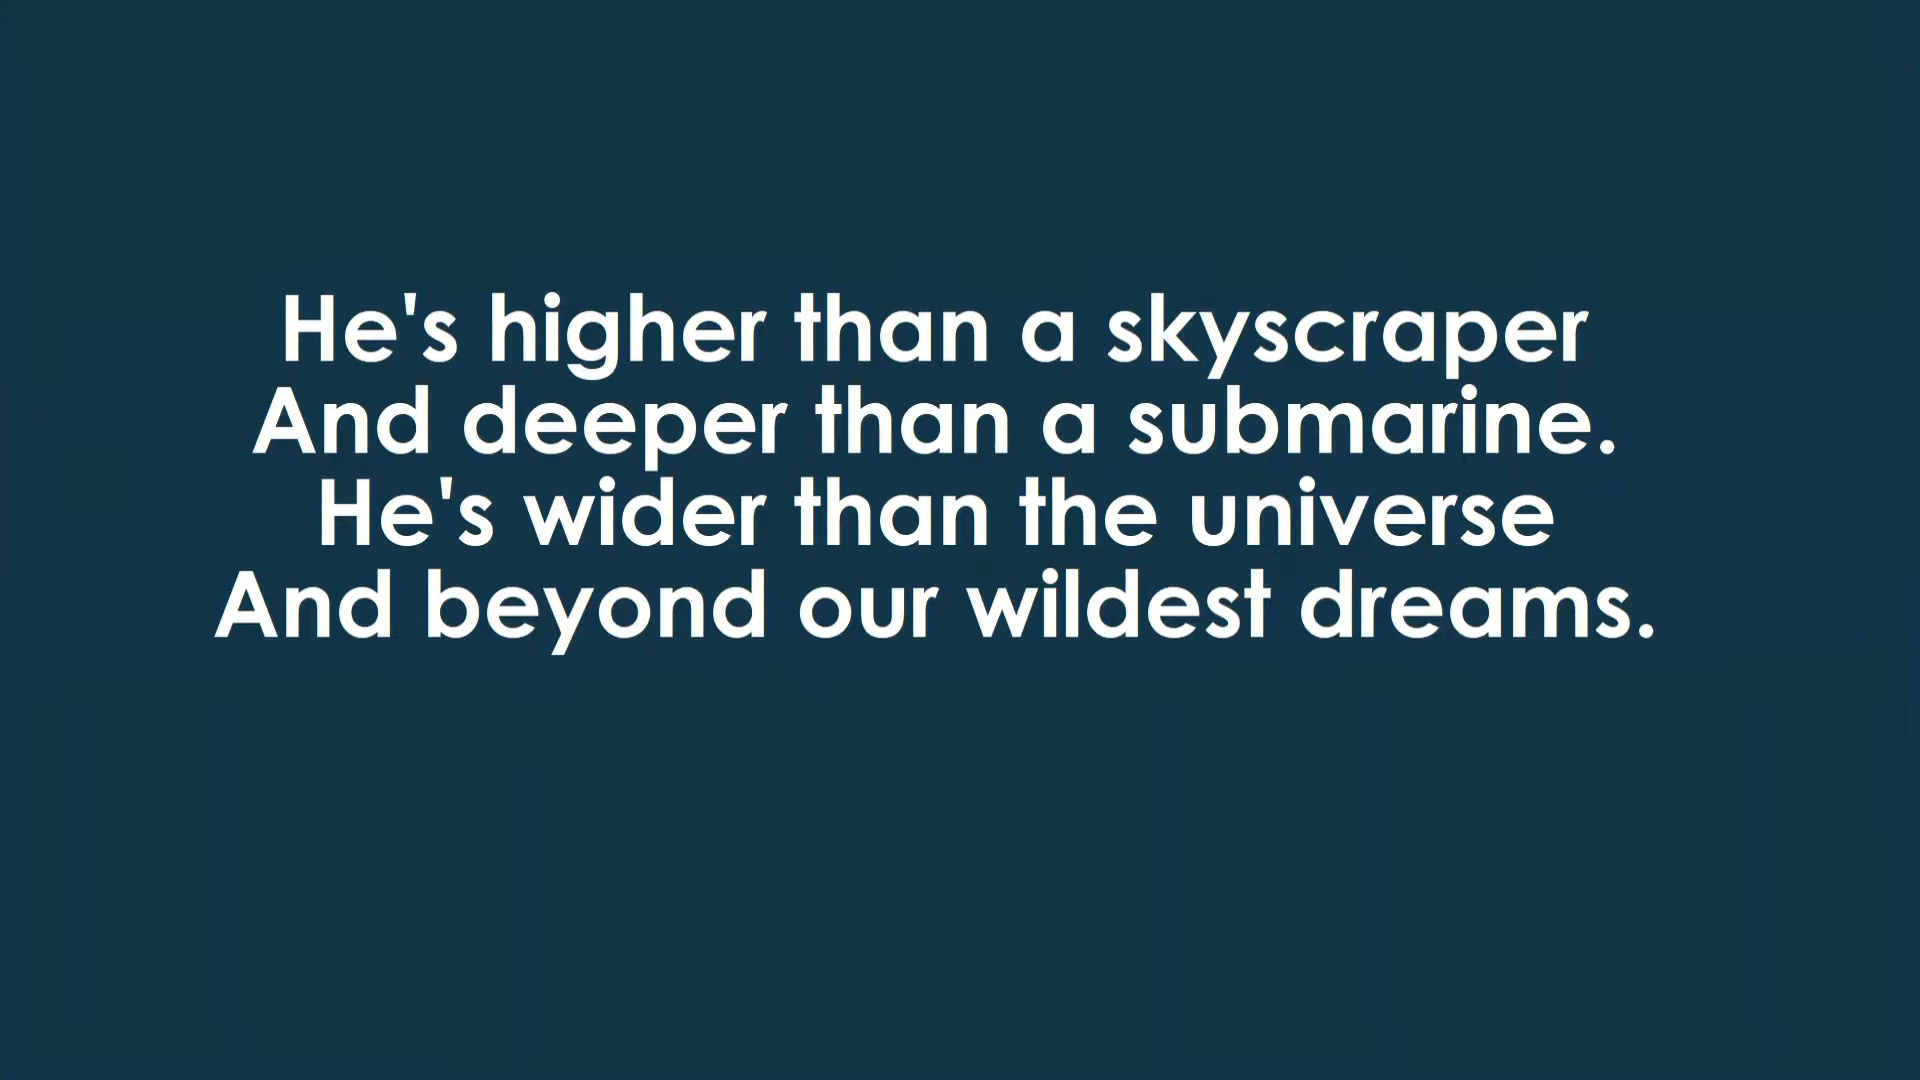 He's higher than a skyscraper
And deeper than a submarine.
He's wider than the universe
And beyond our wildest dreams.